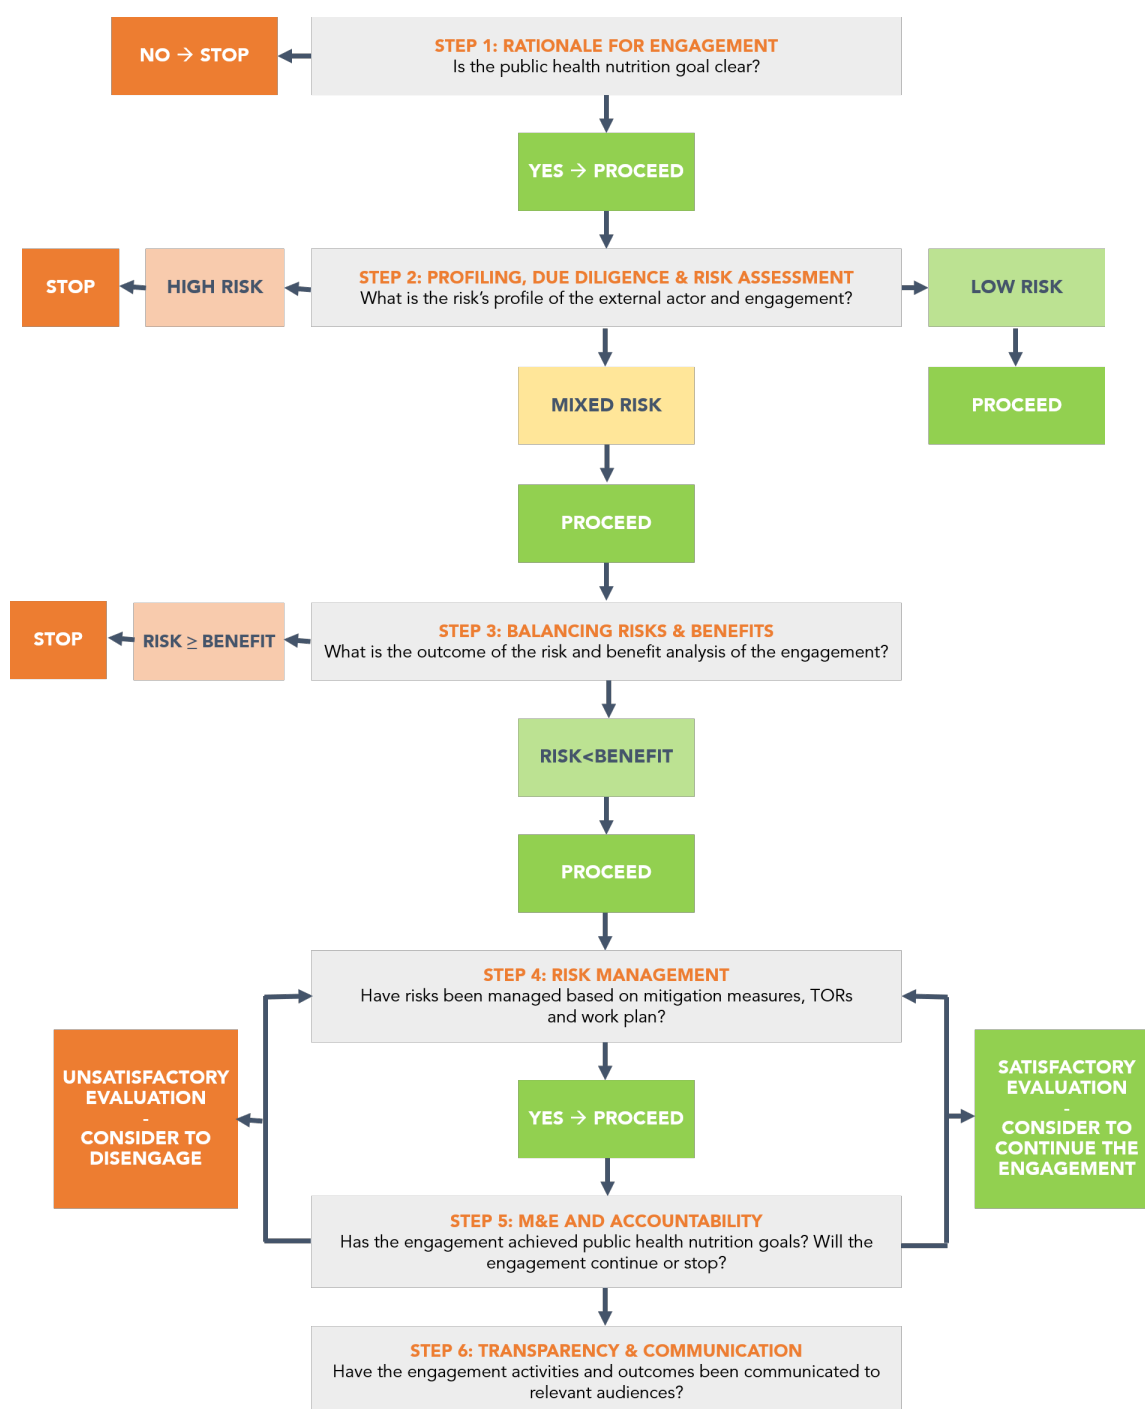 NO → STOP
STEP 1: RATIONALE FOR ENGAGEMENT
Is the public health nutrition goal clear?
YES → PROCEED
STOP
HIGH RISK
STEP 2: PROFILING, DUE DILIGENCE & RISK ASSESSMENT
What is the risk's profile of the external actor and engagement?
LOW RISK
MIXED RISK
PROCEED
PROCEED
STOP
RISK ≥ BENEFIT
STEP 3: BALANCING RISKS & BENEFITS
What is the outcome of the risk and benefit analysis of the engagement?
RISK<BENEFIT
PROCEED
STEP 4: RISK MANAGEMENT
Have risks been managed based on mitigation measures, TORs
and work plan?
UNSATISFACTORY
EVALUATION
-
CONSIDER TO
DISENGAGE
YES → PROCEED
SATISFACTORY
EVALUATION
-
CONSIDER TO
CONTINUE THE
ENGAGEMENT
STEP 5: M&E AND ACCOUNTABILITY
Has the engagement achieved public health nutrition goals? Will the
engagement continue or stop?
STEP 6: TRANSPARENCY & COMMUNICATION
Have the engagement activities and outcomes been communicated to
relevant audiences?